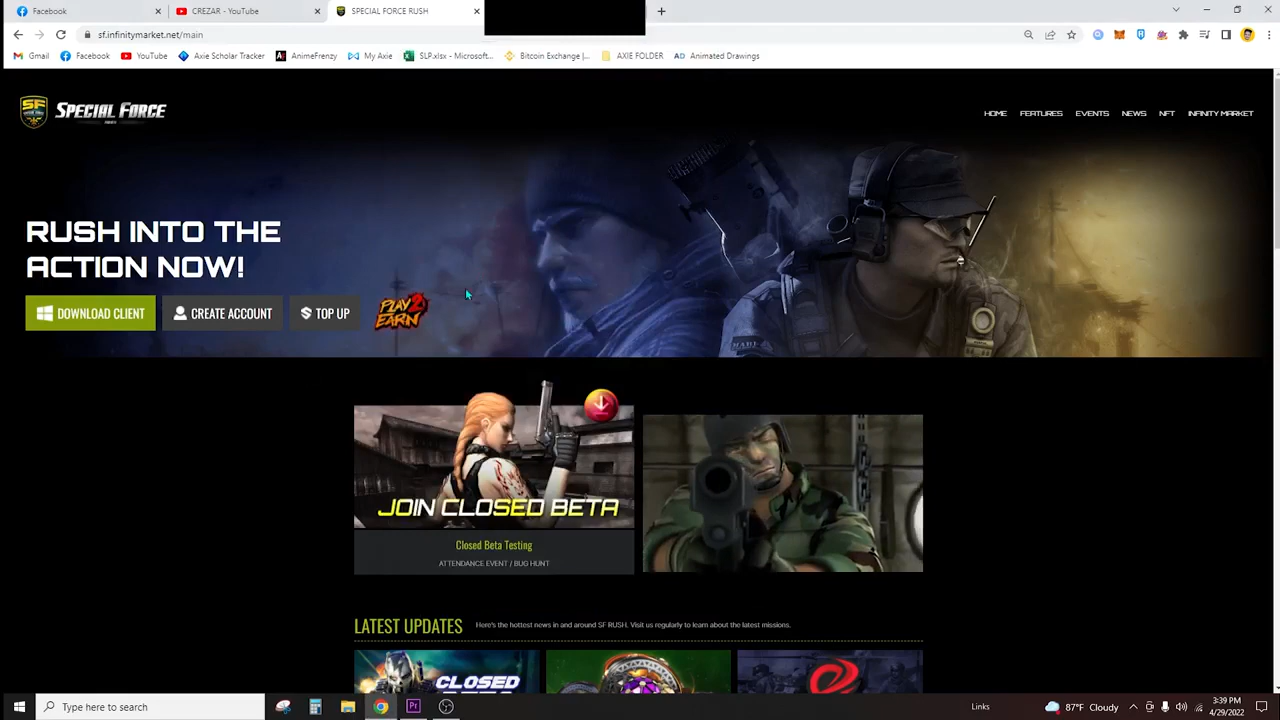 Facebook
CREZAR - YouTube
SPECIAL FORCE RUSH
sf.infinitymarket.net/main
Gmail
Facebook
YouTube
Axie Scholar Tracker
AnimeFrenzy
My Axie
SLP.xlsx - Microsoft...
Bitcoin Exchange |...
AXIE FOLDER
AD Animated Drawings
SF
SPECIAL FORCE
HOME
FEATURES
EVENTS
NEWS
NFT
INFINITY MARKET
RUSH INTO THE
ACTION NOW!
DOWNLOAD CLIENT
CREATE ACCOUNT
TOP UP
PLAY 2
EARN
JOIN CLOSED BETA
Closed Beta Testing
ATTENDANCE EVENT / BUG HUNT
LATEST UPDATES
Here's the hottest news in and around SF RUSH. Visit us regularly to learn about the latest missions.
CLOSED
Type here to search
Pr
Links
87°F Cloudy
3:39 PM
4/29/2022